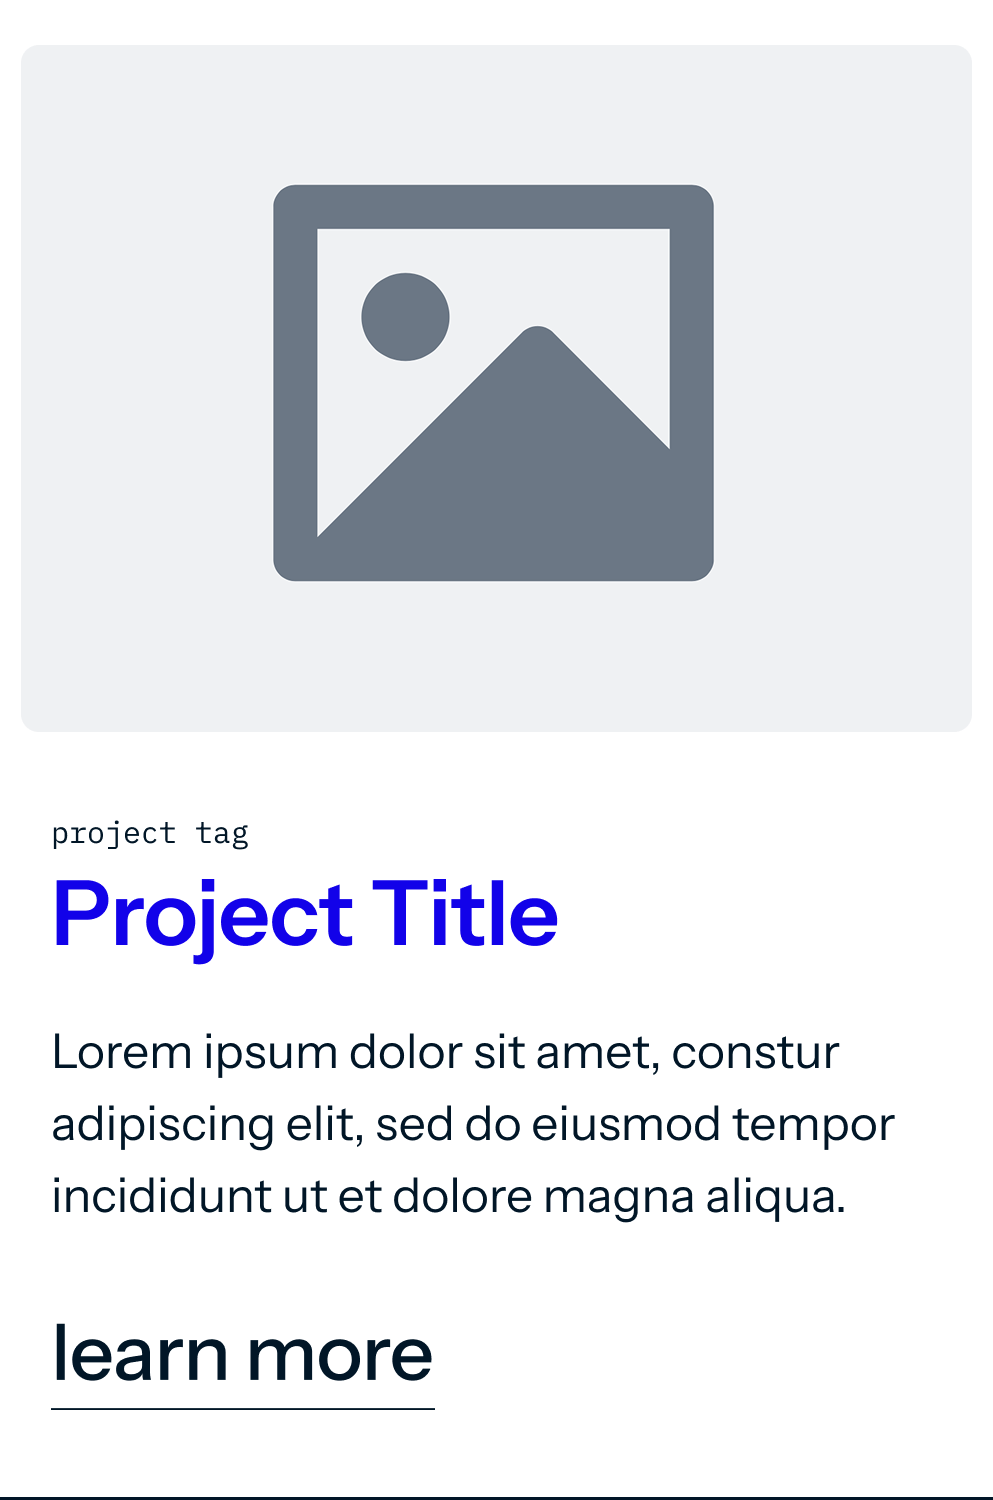 project tag
Project Title
Lorem ipsum dolor sit amet, constur
adipiscing elit, sed do eiusmod tempor
incididunt ut et dolore magna aliqua.
learn more